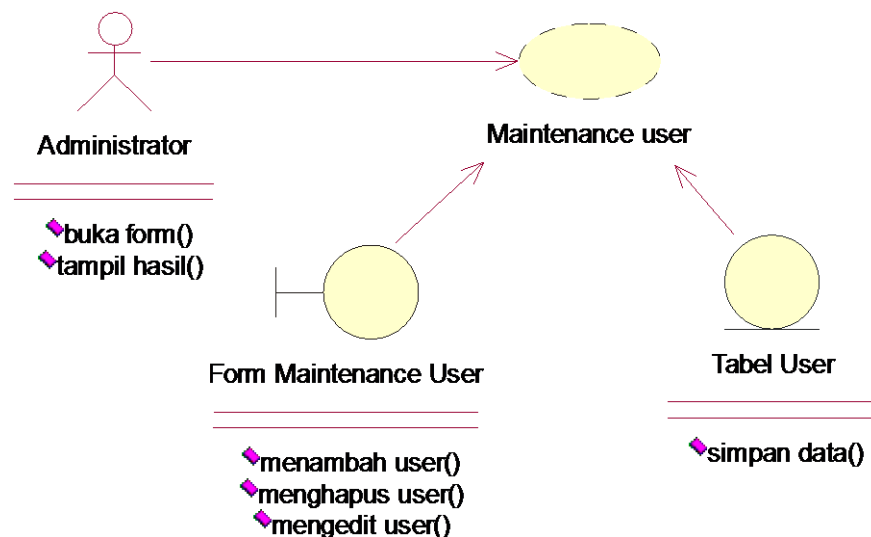 Administrator
buka form()
tampil hasil()
Maintenance user
Form Maintenance User
menambah user()
menghapus user()
mengedit user()
Tabel User
simpan data()